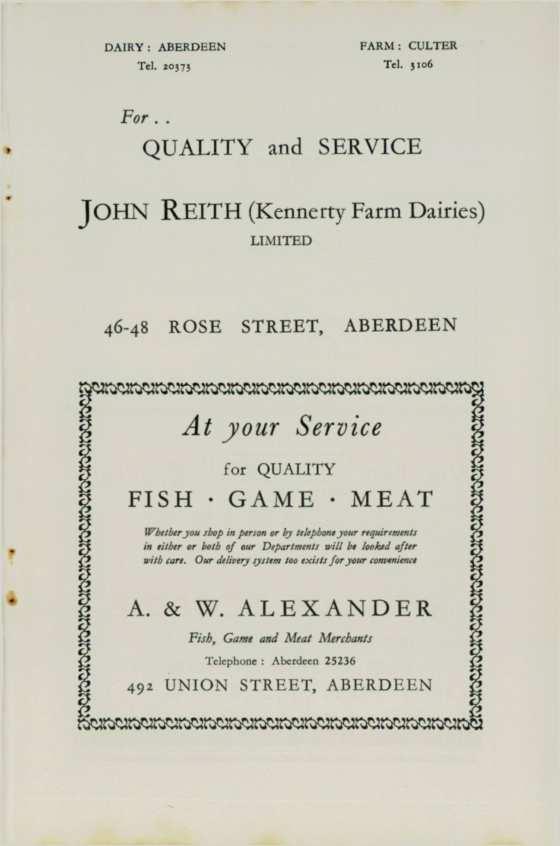 DAIRY : ABERDEEN
Tel. 20373
FARM : CULTER
Tel. 3106
For . .
QUALITY and SERVICE
JOHN REITH (Kennerty Farm Dairies)
LIMITED
46-48 ROSE STREET, ABERDEEN
At your Service
for QUALITY
FISH · GAME · MEAT
Whether you shop in person or by telephone your requirements
in either or both of our Departments will be looked after
with care. Our delivery system too exists for your convenience
A. & W. ALEXANDER
Fish, Game and Meat Merchants
Telephone : Aberdeen 25236
492 UNION STREET, ABERDEEN